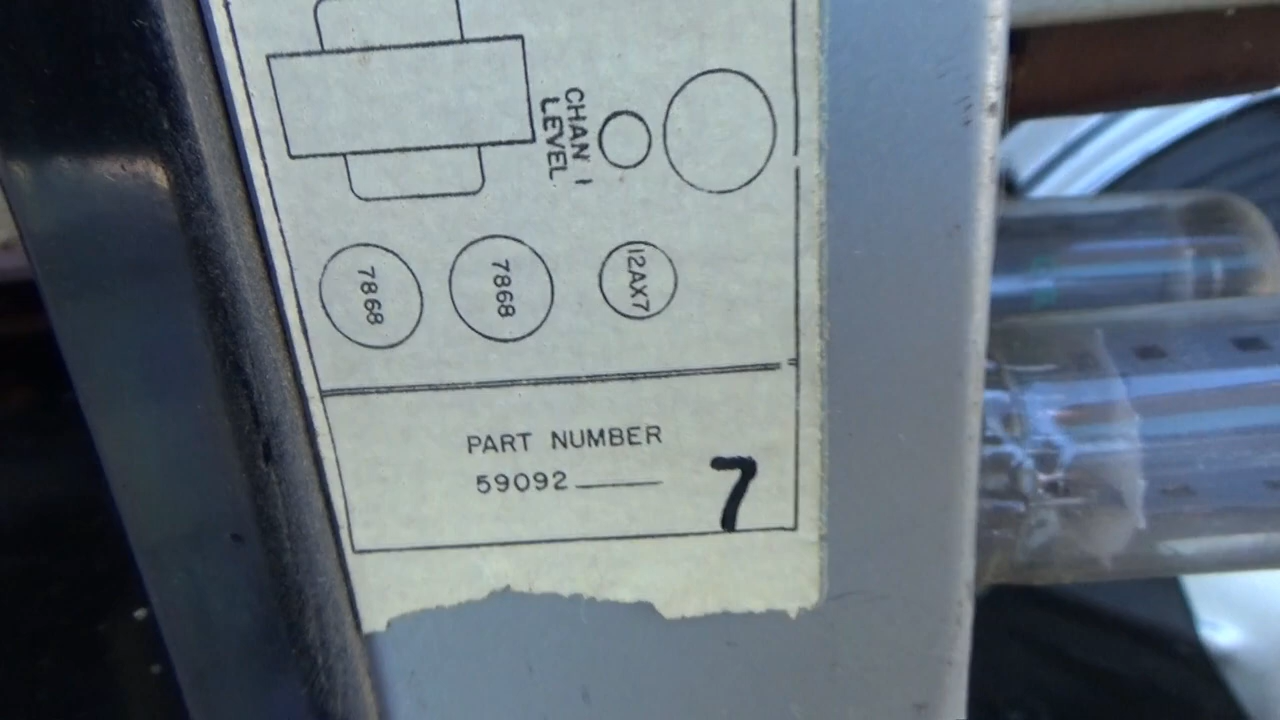 CHAN 1
LEVEL
7868
7868
12AX7
PART NUMBER
59092
7